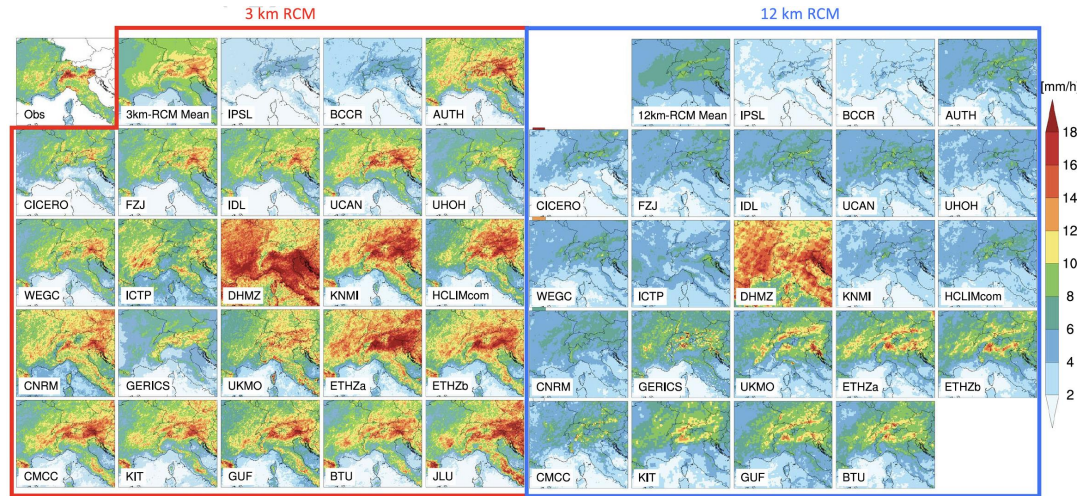 3 km RCM
12 km RCM
Obs
3km-RCM Mean
IPSL
BCCR
AUTH
12km-RCM Mean
IPSL
BCCR
AUTH
[mm/h
CICERO
FZJ
IDL
UCAN
UHOH
CICERO
FZJ
IDL
UCAN
UHOH
WEGC
ICTP
DHMZ
KNMI
HCLIMcom
WEGC
ICTP
DHMZ
KNMI
HCLIMcom
CNRM
GERICS
UKMO
ETHZa
ETHZb
CNRM
GERICS
UKMO
ETHZa
ETHZb
CMCC
KIT
GUF
BTU
JLU
CMCC
KIT
GUF
BTU
20
18
16
14
12
10
8
6
4
2